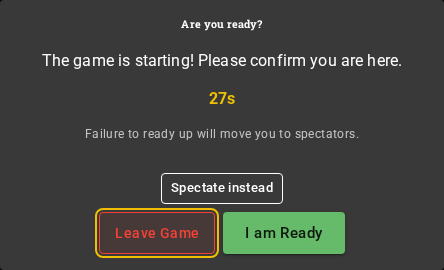 Are you ready?
The game is starting! Please confirm you are here.
27s
Failure to ready up will move you to spectators.
Spectate instead
Leave Game
I am Ready